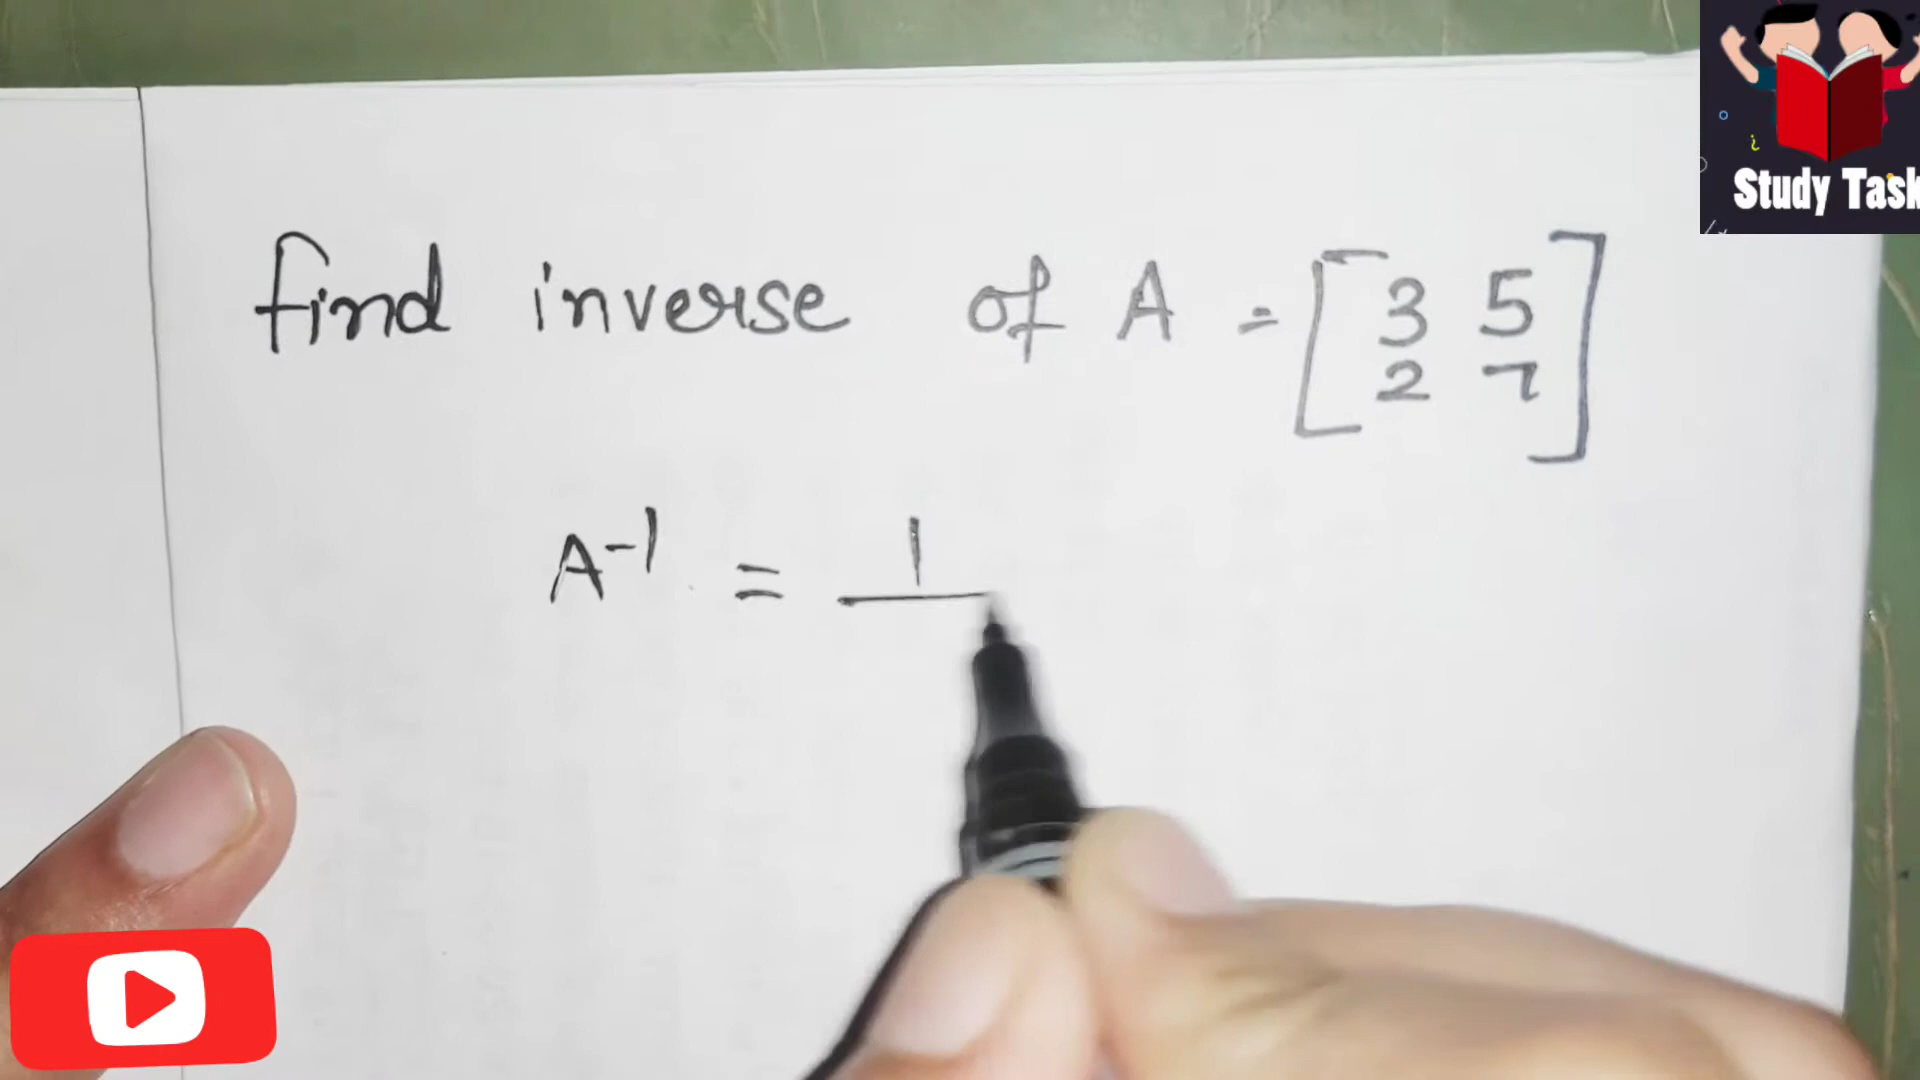 Study Task
find inverse of A = [3 5
2 7]
A⁻¹ = 1